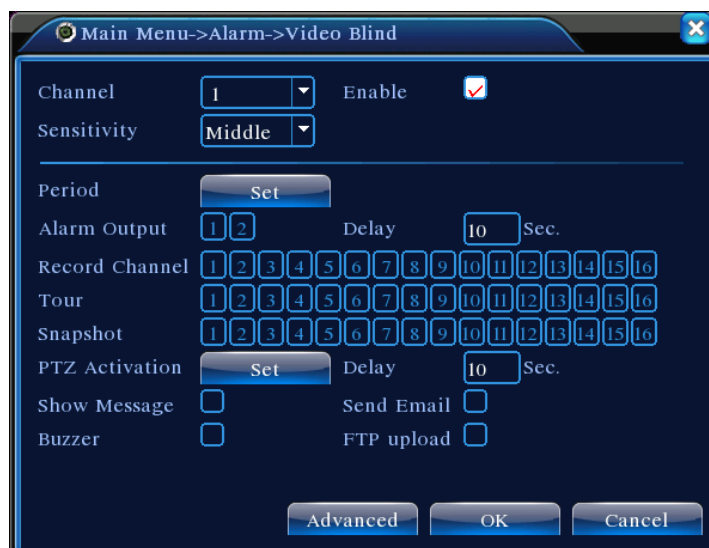 Main Menu->Alarm->Video Blind
Channel 1 Enable
Sensitivity Middle
Period Set
Alarm Output 1 2 Delay 10 Sec.
Record Channel 1 2 3 4 5 6 7 8 9 10 11 12 13 14 15 16
Tour 1 2 3 4 5 6 7 8 9 10 11 12 13 14 15 16
Snapshot 1 2 3 4 5 6 7 8 9 10 11 12 13 14 15 16
PTZ Activation Set Delay 10 Sec.
Show Message Send Email
Buzzer FTP upload
Advanced OK Cancel